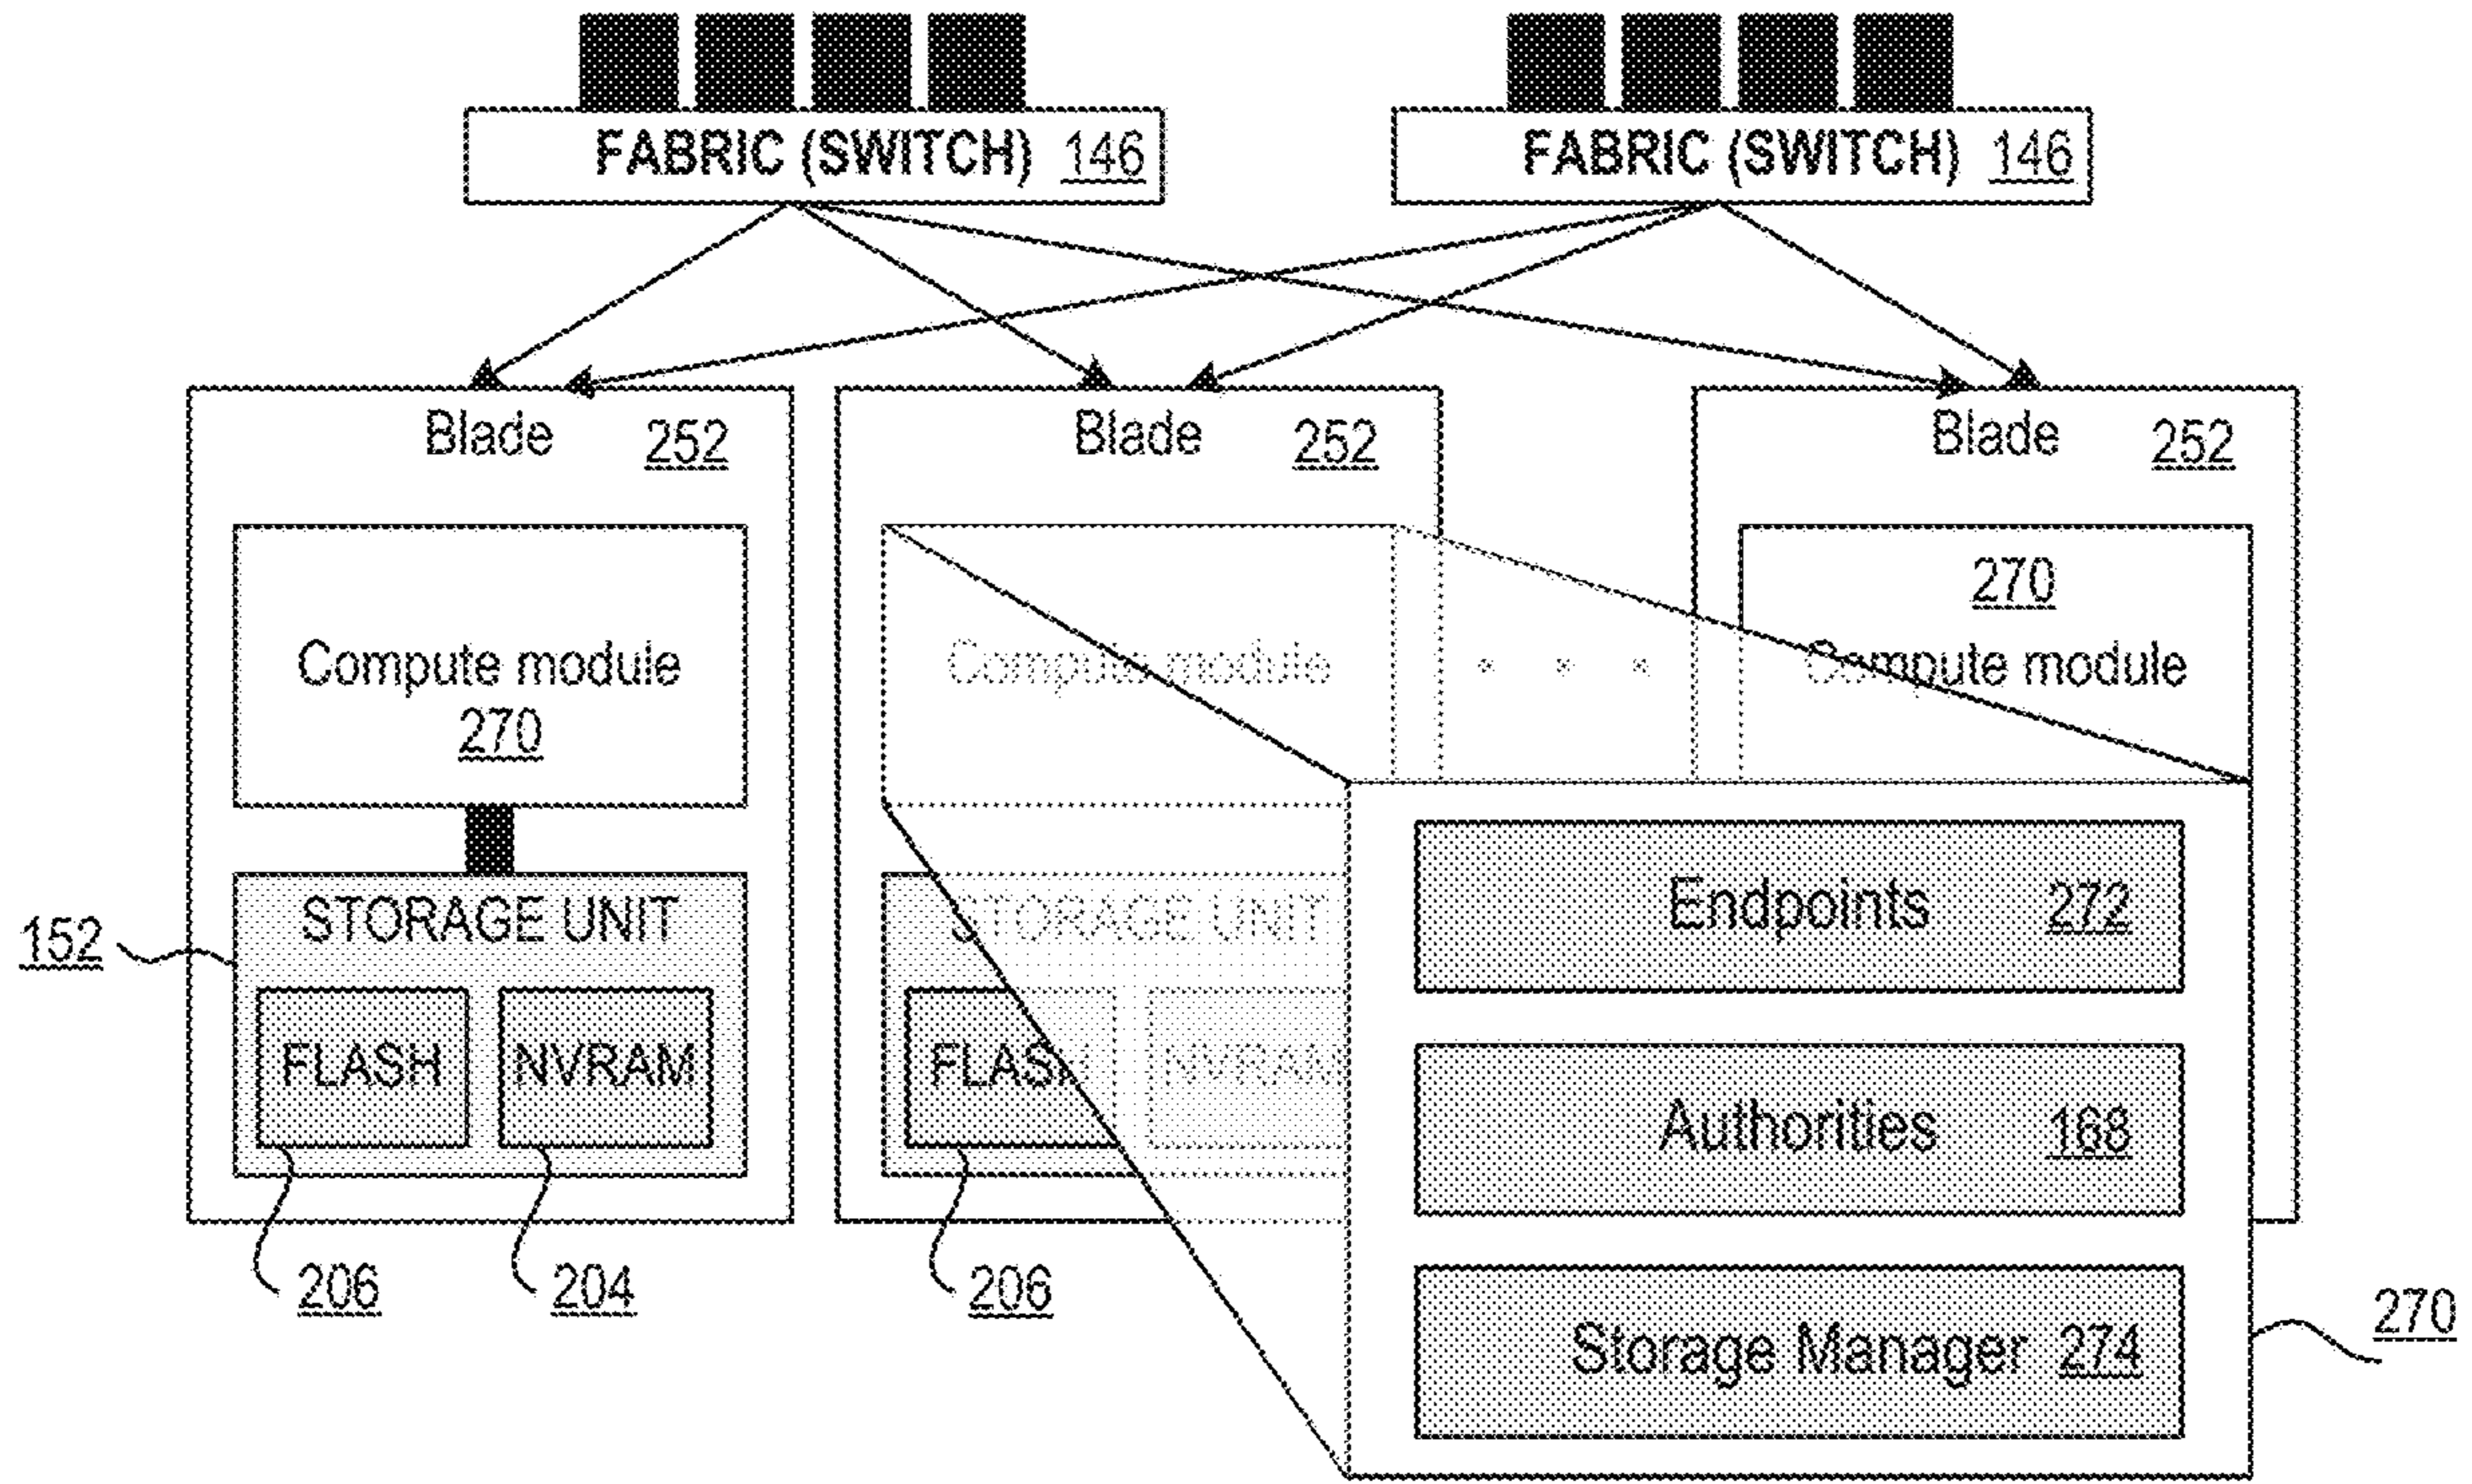 FABRIC (SWITCH) 146
FABRIC (SWITCH) 146
Blade 252
Blade 252
Blade 252
Compute module
270
Compute module
270
Compute module
152
STORAGE UNIT
FLASH
NVRAM
206
204
STORAGE UNIT
FLASH
NVRAM
206
Endpoints 272
Authorities 168
Storage Manager 274
270